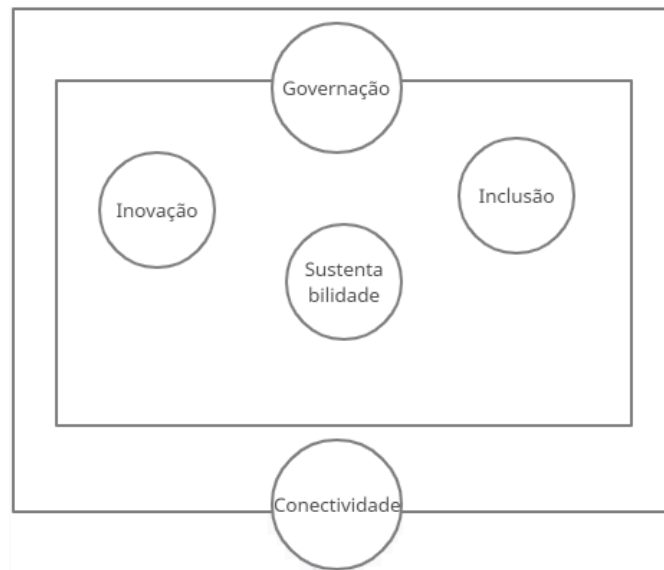 Governação
Inovação
Inclusão
Sustenta
bilidade
Conectividade